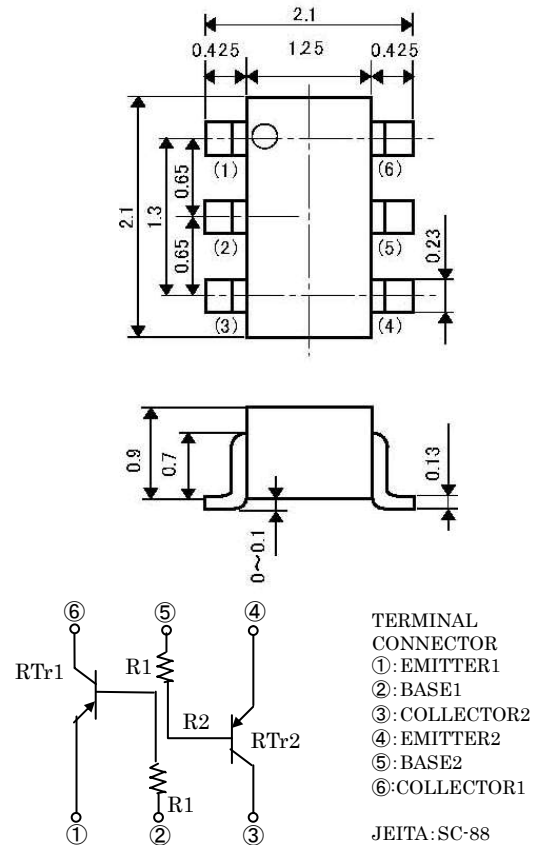 2.1
0.425 1.25 0.425
(1) (6)
0.65
2.1
1.3
(2) (5)
0.65
0.23
(3) (4)
0.9
0.7
0.13
0~0.1
⑥ ⑤ ④
RTr1 R1
R2
RTr2
R1
① ② ③
TERMINAL
CONNECTOR
①:EMITTER1
②:BASE1
③:COLLECTOR2
④:EMITTER2
⑤:BASE2
⑥:COLLECTOR1
JEITA:SC-88